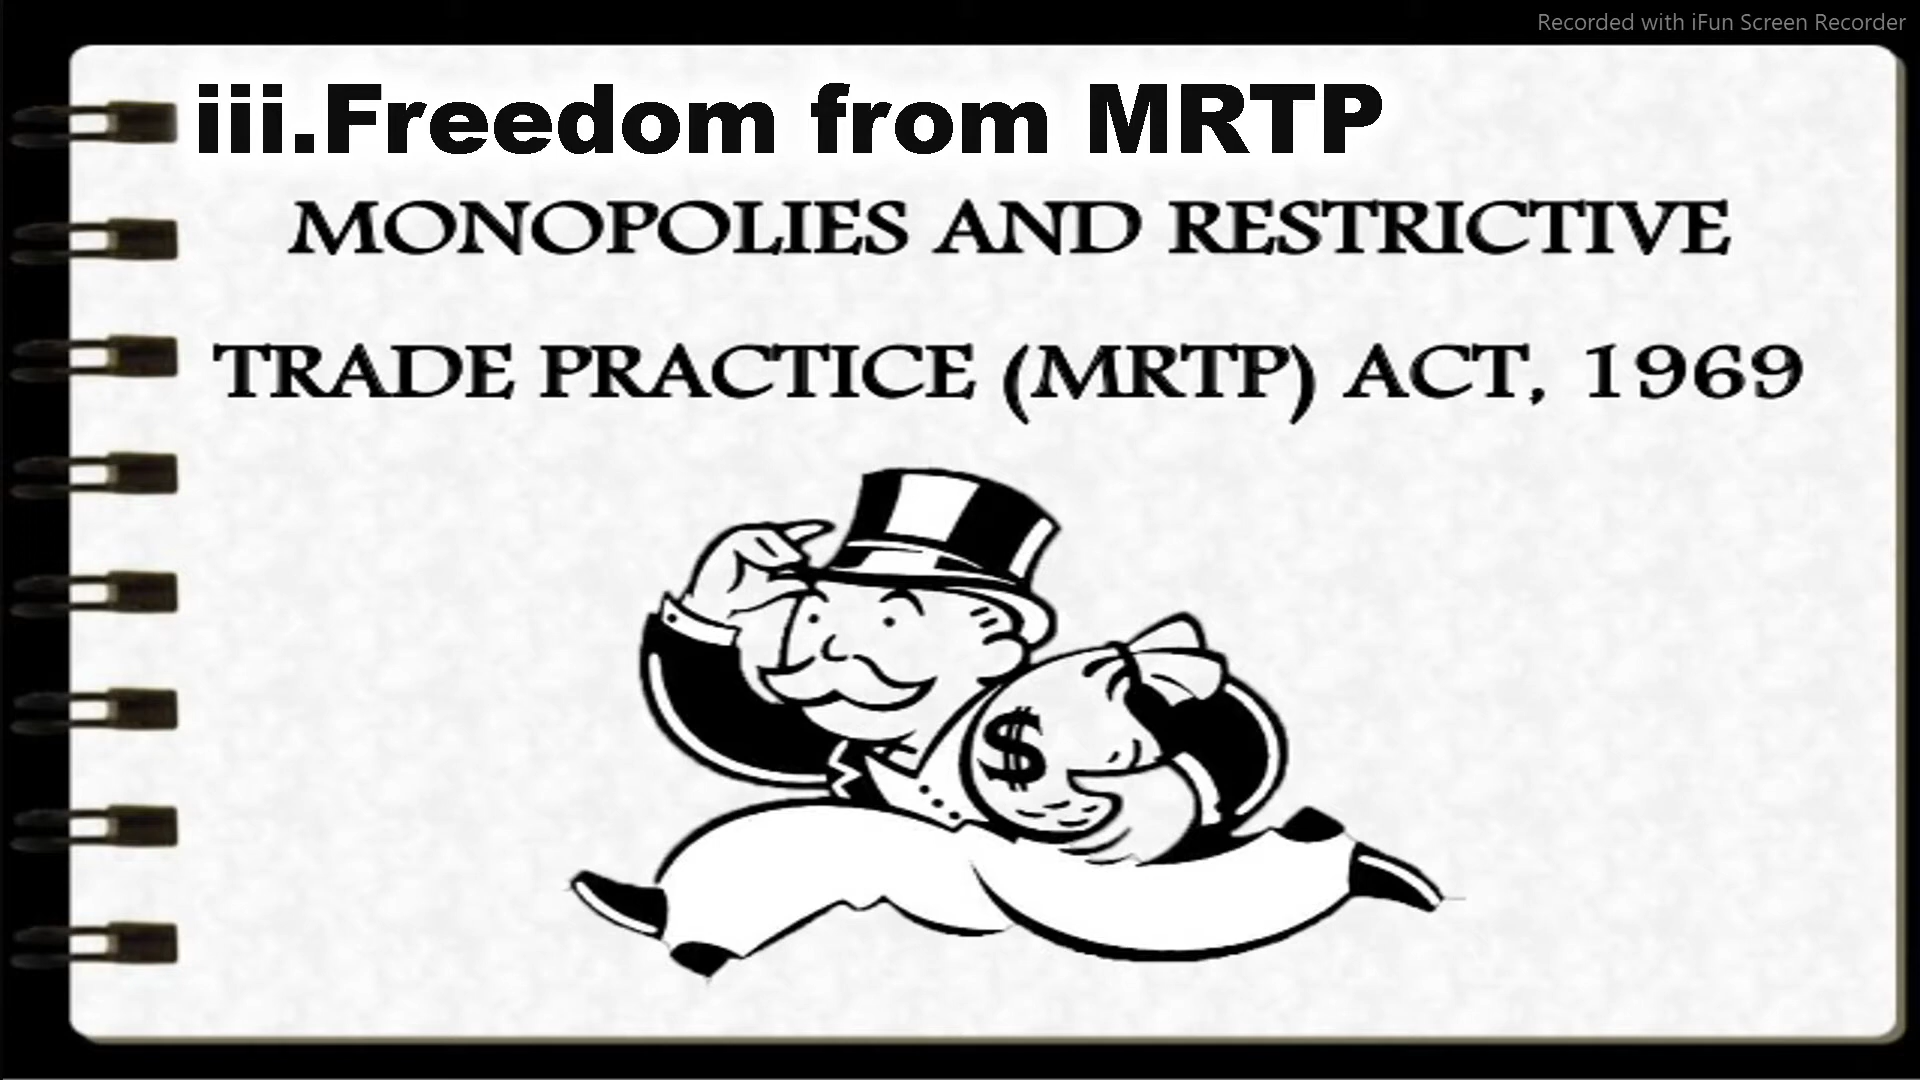 Recorded with iFun Screen Recorder
iii.Freedom from MRTP
MONOPOLIES AND RESTRICTIVE
TRADE PRACTICE (MRTP) ACT, 1969
$